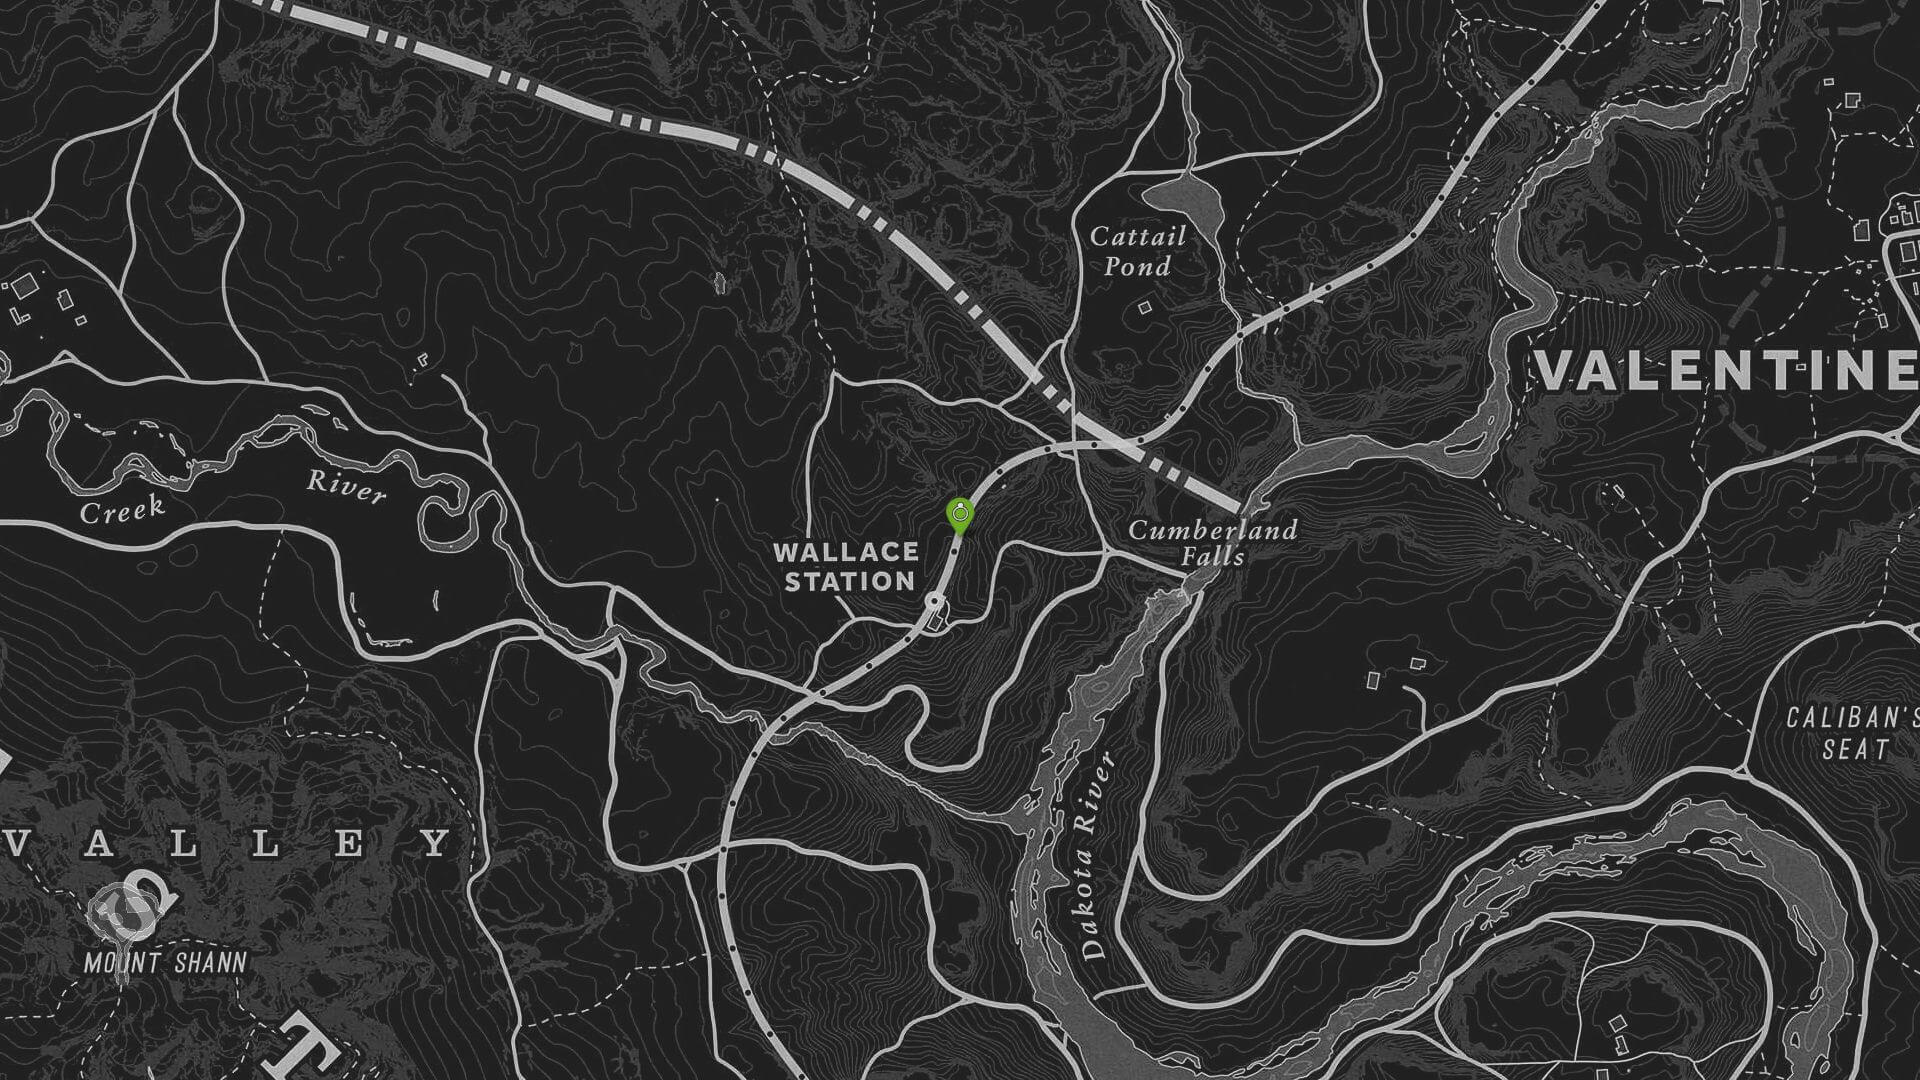 Cattail
Pond
VALENTINE
River
Creek
Cumberland
Falls
WALLACE
STATION
CALIBAN'S
SEAT
Dakota River
VALLEY
MOUNT SHANN
T